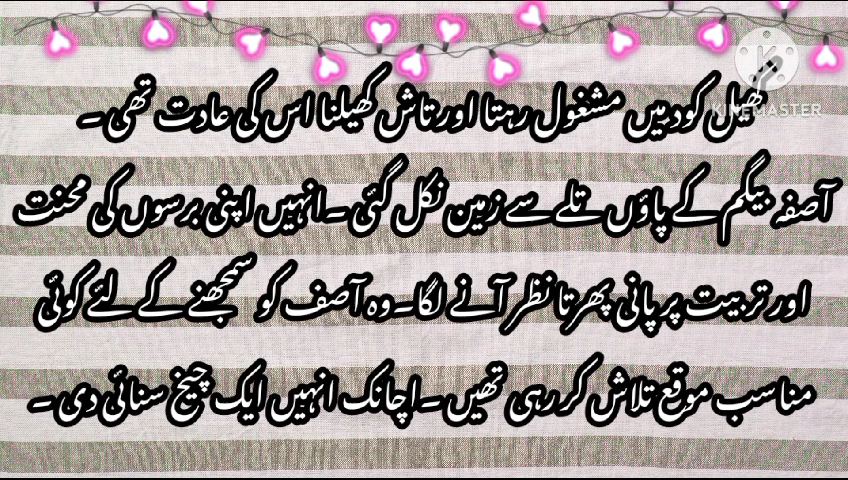 کھیل کود میں مشغول رہتا اور تاش کھیلنا اس کی عادت تھی ۔
آصفہ بیگم کے پاؤں تلے سے زمین نکل گئی ۔ انہیں اپنی برسوں کی محنت
اور تربیت پر پانی پھرتا نظر آنے لگا۔ وہ آصف کو سمجھنے کے لئے کوئی
مناسب موقع تلاش کر رہی تھیں ۔ اچانک انہیں ایک چیخ سنائی دی ۔
KINEMASTER